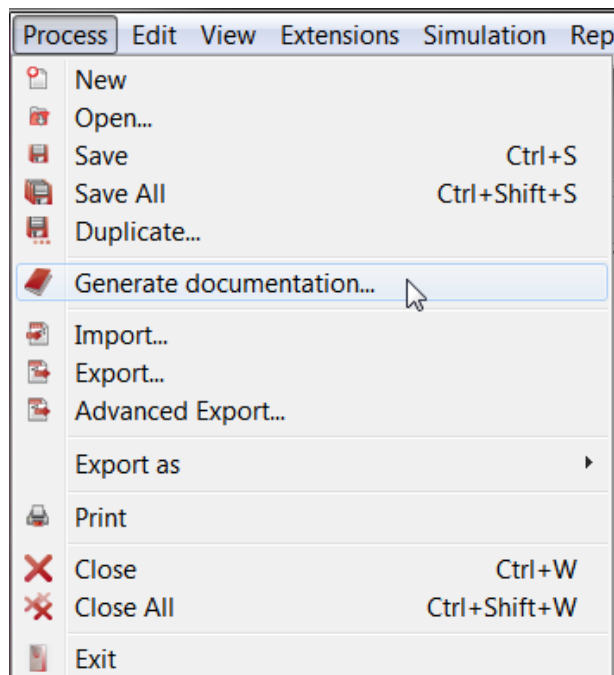 Process Edit View Extensions Simulation Rep
New
Open...
Save Ctrl+S
Save All Ctrl+Shift+S
Duplicate...
Generate documentation...
Import...
Export...
Advanced Export...
Export as
Print
Close Ctrl+W
Close All Ctrl+Shift+W
Exit